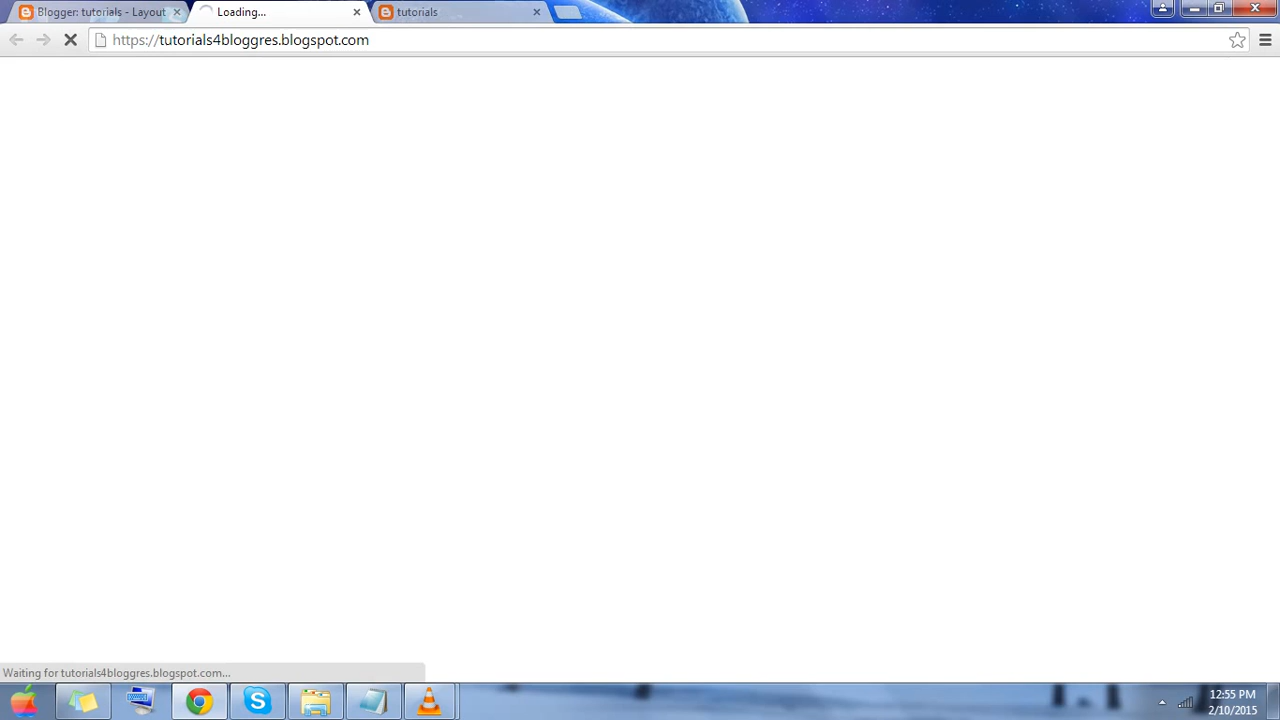 Blogger: tutorials - Layout
Loading...
tutorials
https://tutorials4bloggres.blogspot.com
Waiting for tutorials4bloggres.blogspot.com...
12:55 PM
2/10/2015